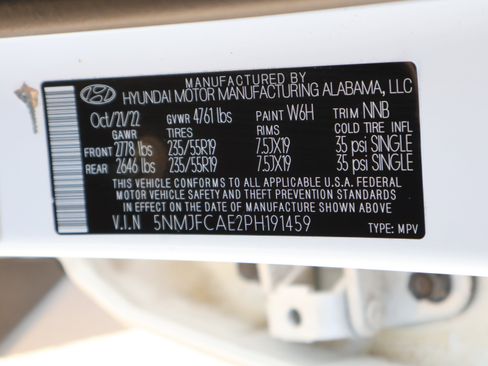 MANUFACTURED BY
HYUNDAI MOTOR MANUFACTURING ALABAMA, LLC
Oct/21/22 GVWR 4761 lbs PAINT W6H TRIM NNB
GAWR TIRES RIMS COLD TIRE INFL
FRONT 2778 lbs 235/55R19 7.5JX19 35 psi SINGLE
REAR 2646 lbs 235/55R19 7.5JX19 35 psi SINGLE
THIS VEHICLE CONFORMS TO ALL APPLICABLE U.S.A. FEDERAL
MOTOR VEHICLE SAFETY AND THEFT PREVENTION STANDARDS
IN EFFECT ON THE DATE OF MANUFACTURE SHOWN ABOVE.
V.I.N 5NMJFCAE2PH191459 TYPE: MPV